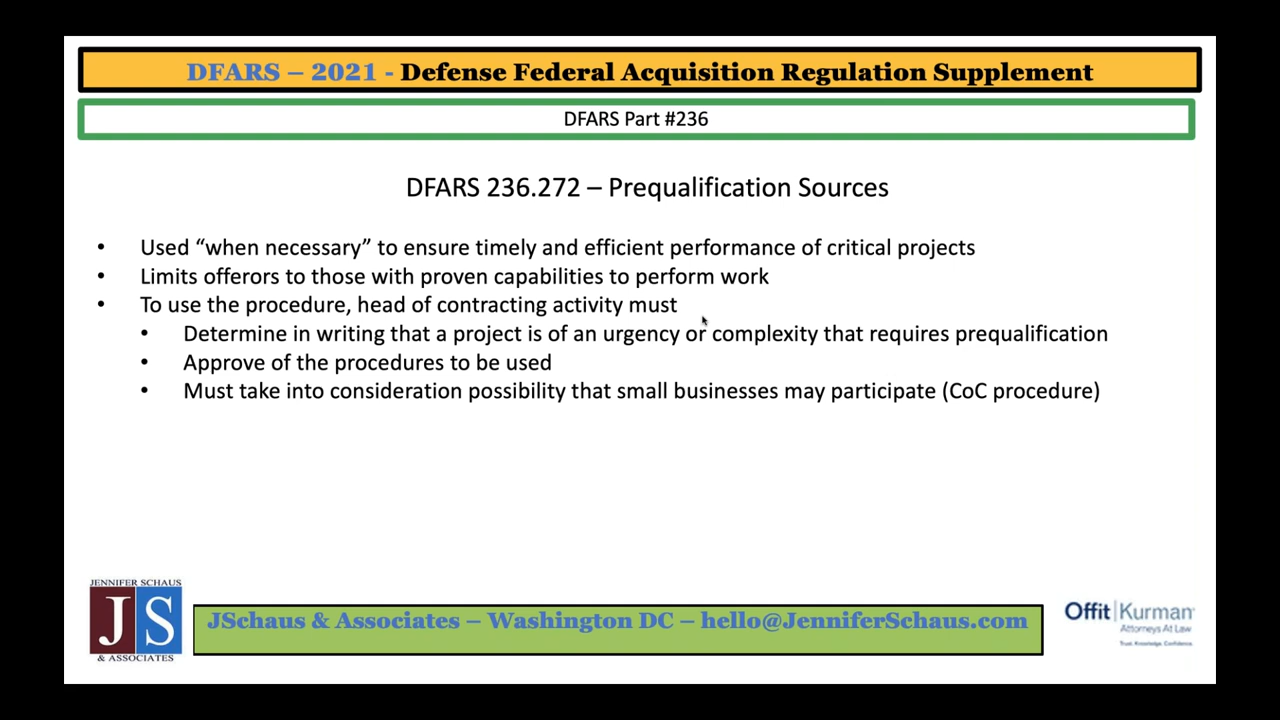 DFARS – 2021 - Defense Federal Acquisition Regulation Supplement
DFARS Part #236
DFARS 236.272 – Prequalification Sources
• Used “when necessary” to ensure timely and efficient performance of critical projects
• Limits offerors to those with proven capabilities to perform work
• To use the procedure, head of contracting activity must
• Determine in writing that a project is of an urgency or complexity that requires prequalification
• Approve of the procedures to be used
• Must take into consideration possibility that small businesses may participate (CoC procedure)
JENNIFER SCHAUS
JS
& ASSOCIATES
JSchaus & Associates – Washington DC – hello@JenniferSchaus.com
Offit|Kurman
Attorneys At Law
Trust. Knowledge. Confidence.